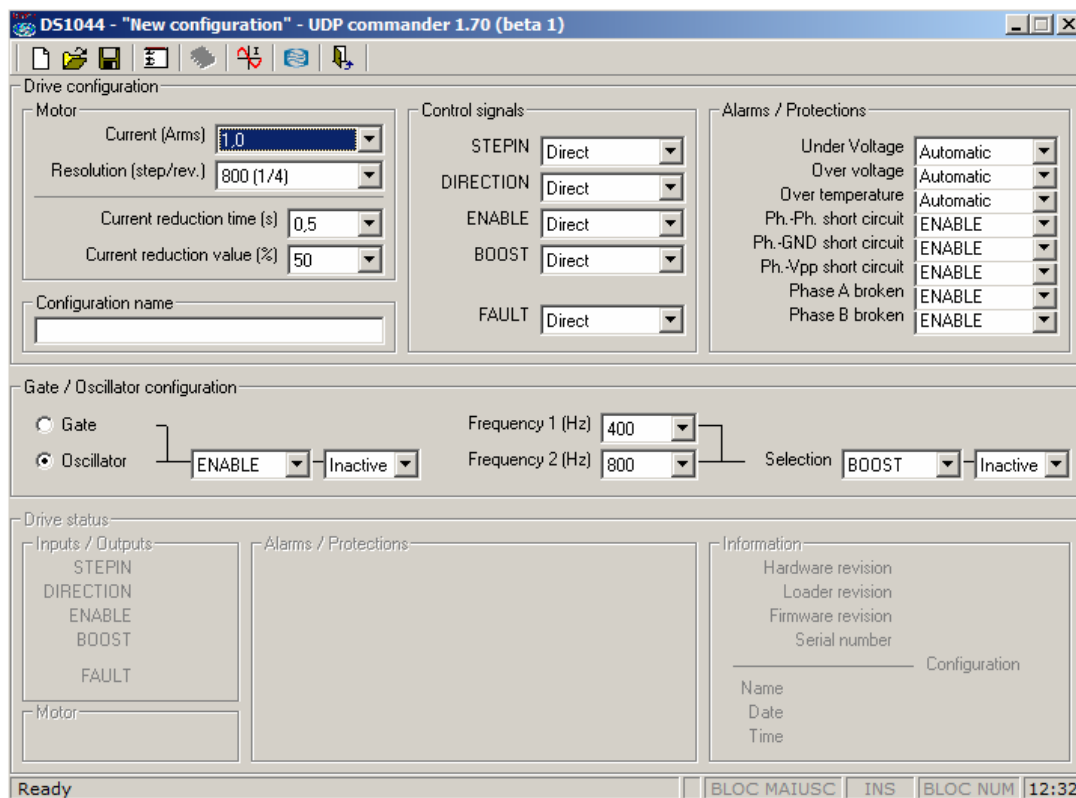 DS1044 - "New configuration" - UDP commander 1.70 (beta 1)
Drive configuration
Motor
Current (Arms) 1,0
Resolution (step/rev.) 800 (1/4)
Current reduction time (s) 0,5
Current reduction value (%) 50
Configuration name
Control signals
STEPIN Direct
DIRECTION Direct
ENABLE Direct
BOOST Direct
FAULT Direct
Alarms / Protections
Under Voltage Automatic
Over voltage Automatic
Over temperature Automatic
Ph.-Ph. short circuit ENABLE
Ph.-GND short circuit ENABLE
Ph.-Vpp short circuit ENABLE
Phase A broken ENABLE
Phase B broken ENABLE
Gate / Oscillator configuration
Gate
Oscillator ENABLE Inactive
Frequency 1 (Hz) 400
Frequency 2 (Hz) 800
Selection BOOST Inactive
Drive status
Inputs / Outputs
STEPIN
DIRECTION
ENABLE
BOOST
FAULT
Motor
Alarms / Protections
Information
Hardware revision
Loader revision
Firmware revision
Serial number
Configuration
Name
Date
Time
Ready BLOC MAIUSC INS BLOC NUM 12:32